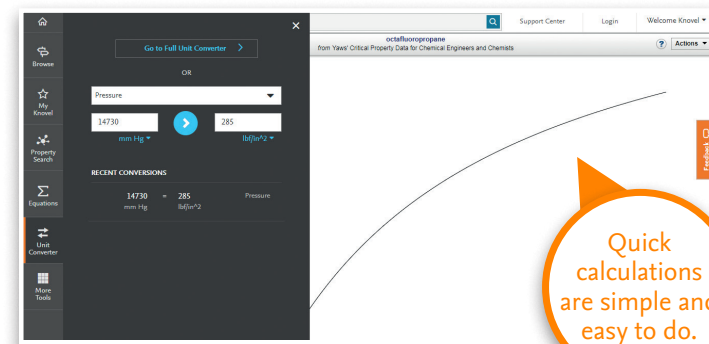 Support Center Login Welcome Knovel
octafluoropropane
from Yaws' Critical Property Data for Chemical Engineers and Chemists
? Actions
Browse
My
Knovel
Property
Search
Equations
Unit
Converter
More
Tools
×
Go to Full Unit Converter >
OR
Pressure
14730 285
mm Hg lbf/in^2
RECENT CONVERSIONS
14730 = 285 Pressure
mm Hg lbf/in^2
Feedback
Quick
calculations
are simple and
easy to do.